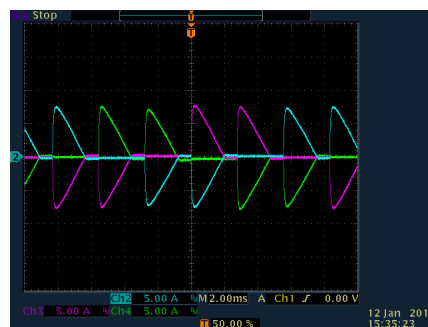 Stop
2
Ch2 5.00 A M 2.00ms A Ch1 0.00 V
Ch3 5.00 A Ch4 5.00 A
12 Jan 201
50.00 %
15:35:23